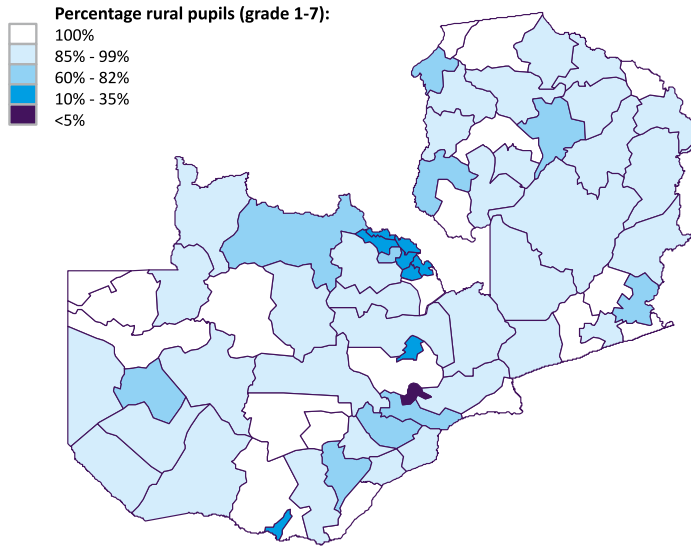 Percentage rural pupils (grade 1-7):
100%
85% - 99%
60% - 82%
10% - 35%
<5%